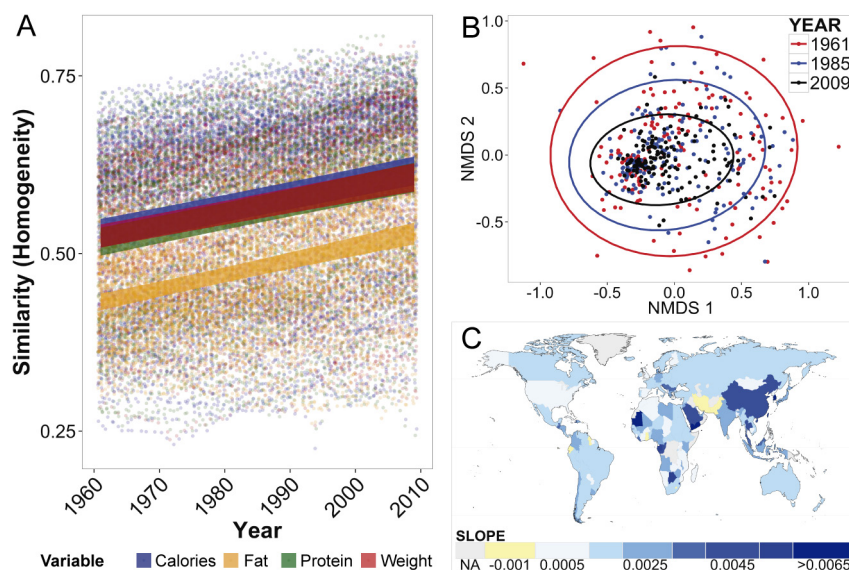 A
Similarity (Homogeneity)
0.75
0.50
0.25
1960
1970
1980
1990
2000
2010
Year
Variable Calories Fat Protein Weight
B
YEAR
1961
1985
2009
NMDS 2
1.0
0.5
0.0
-0.5
-1.0 -0.5 0.0 0.5 1.0
NMDS 1
C
SLOPE
NA -0.001 0.0005 0.0025 0.0045 >0.0065